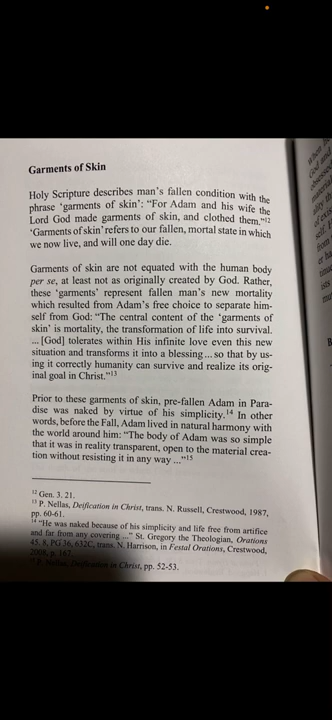 Garments of Skin
Holy Scripture describes man's fallen condition with the
phrase 'garments of skin': "For Adam and his wife the
Lord God made garments of skin, and clothed them."12
'Garments of skin' refers to our fallen, mortal state in which
we now live, and will one day die.
Garments of skin are not equated with the human body
per se, at least not as originally created by God. Rather,
these 'garments' represent fallen man's new mortality
which resulted from Adam's free choice to separate him-
self from God: "The central content of the 'garments of
skin' is mortality, the transformation of life into survival.
... [God] tolerates within His infinite love even this new
situation and transforms it into a blessing ... so that by us-
ing it correctly humanity can survive and realize its orig-
inal goal in Christ."13
Prior to these garments of skin, pre-fallen Adam in Para-
dise was naked by virtue of his simplicity.14 In other
words, before the Fall, Adam lived in natural harmony with
the world around him: "The body of Adam was so simple
that it was in reality transparent, open to the material crea-
tion without resisting it in any way ..."15
12 Gen. 3. 21.
13 P. Nellas, Deification in Christ, trans. N. Russell, Crestwood, 1987,
pp. 60-61.
14 "He was naked because of his simplicity and life free from artifice
and far from any covering ..." St. Gregory the Theologian, Orations
45. 8, PG 36, 632C, trans. N. Harrison, in Festal Orations, Crestwood,
2008, p. 167.
15 P. Nellas, Deification in Christ, pp. 52-53.